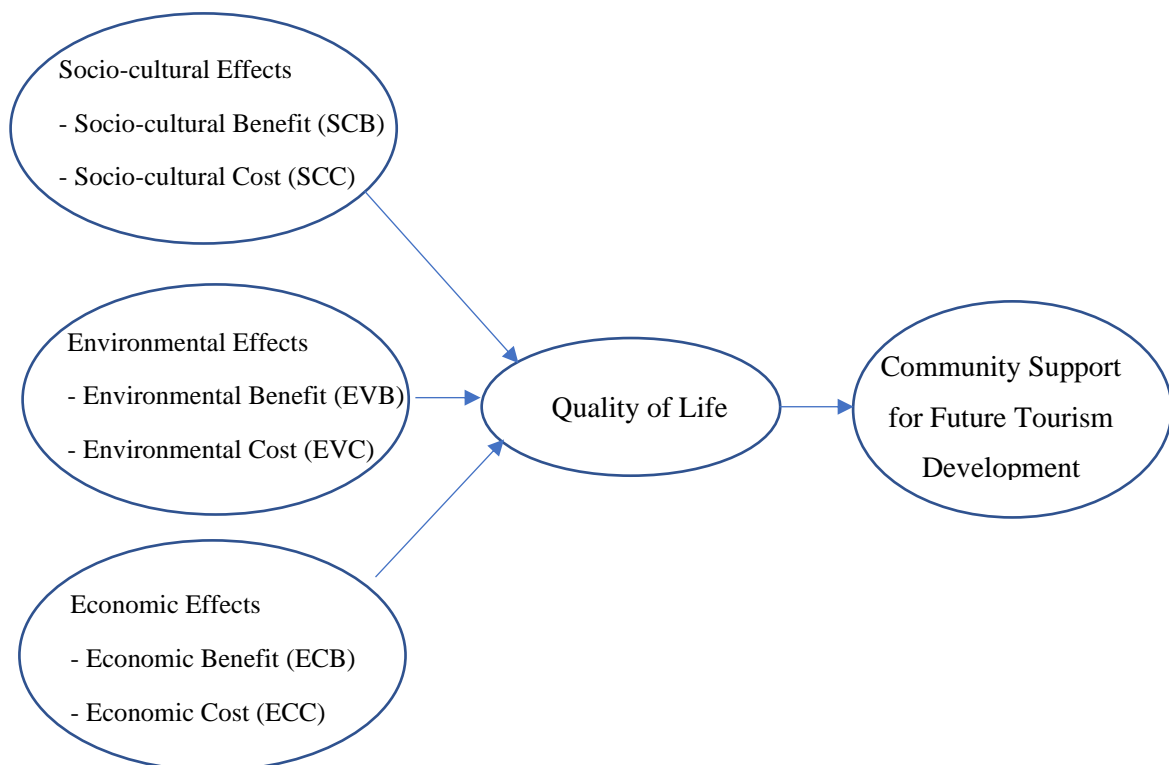 Socio-cultural Effects
- Socio-cultural Benefit (SCB)
- Socio-cultural Cost (SCC)
Environmental Effects
- Environmental Benefit (EVB)
- Environmental Cost (EVC)
Quality of Life
Community Support
for Future Tourism
Development
Economic Effects
- Economic Benefit (ECB)
- Economic Cost (ECC)